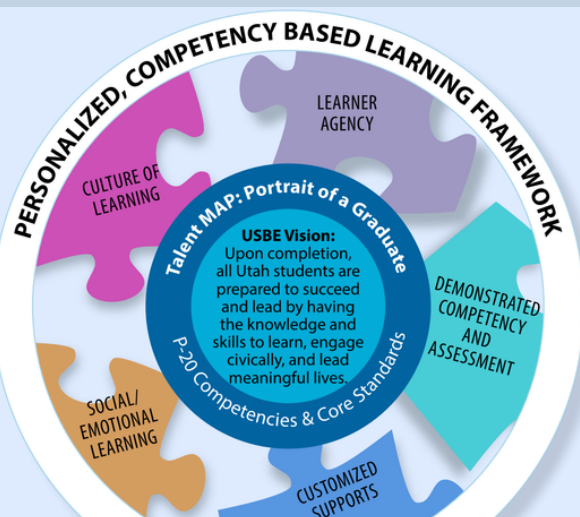 PERSONALIZED, COMPETENCY BASED LEARNING FRAMEWORK
LEARNER
AGENCY
CULTURE OF
LEARNING
Talent MAP: Portrait of a Graduate
USBE Vision:
Upon completion,
all Utah students are
prepared to succeed
and lead by having
the knowledge and
skills to learn, engage
civically, and lead
meaningful lives.
P-20 Competencies & Core Standards
DEMONSTRATED
COMPETENCY
AND
ASSESSMENT
SOCIAL/
EMOTIONAL
LEARNING
CUSTOMIZED
SUPPORTS